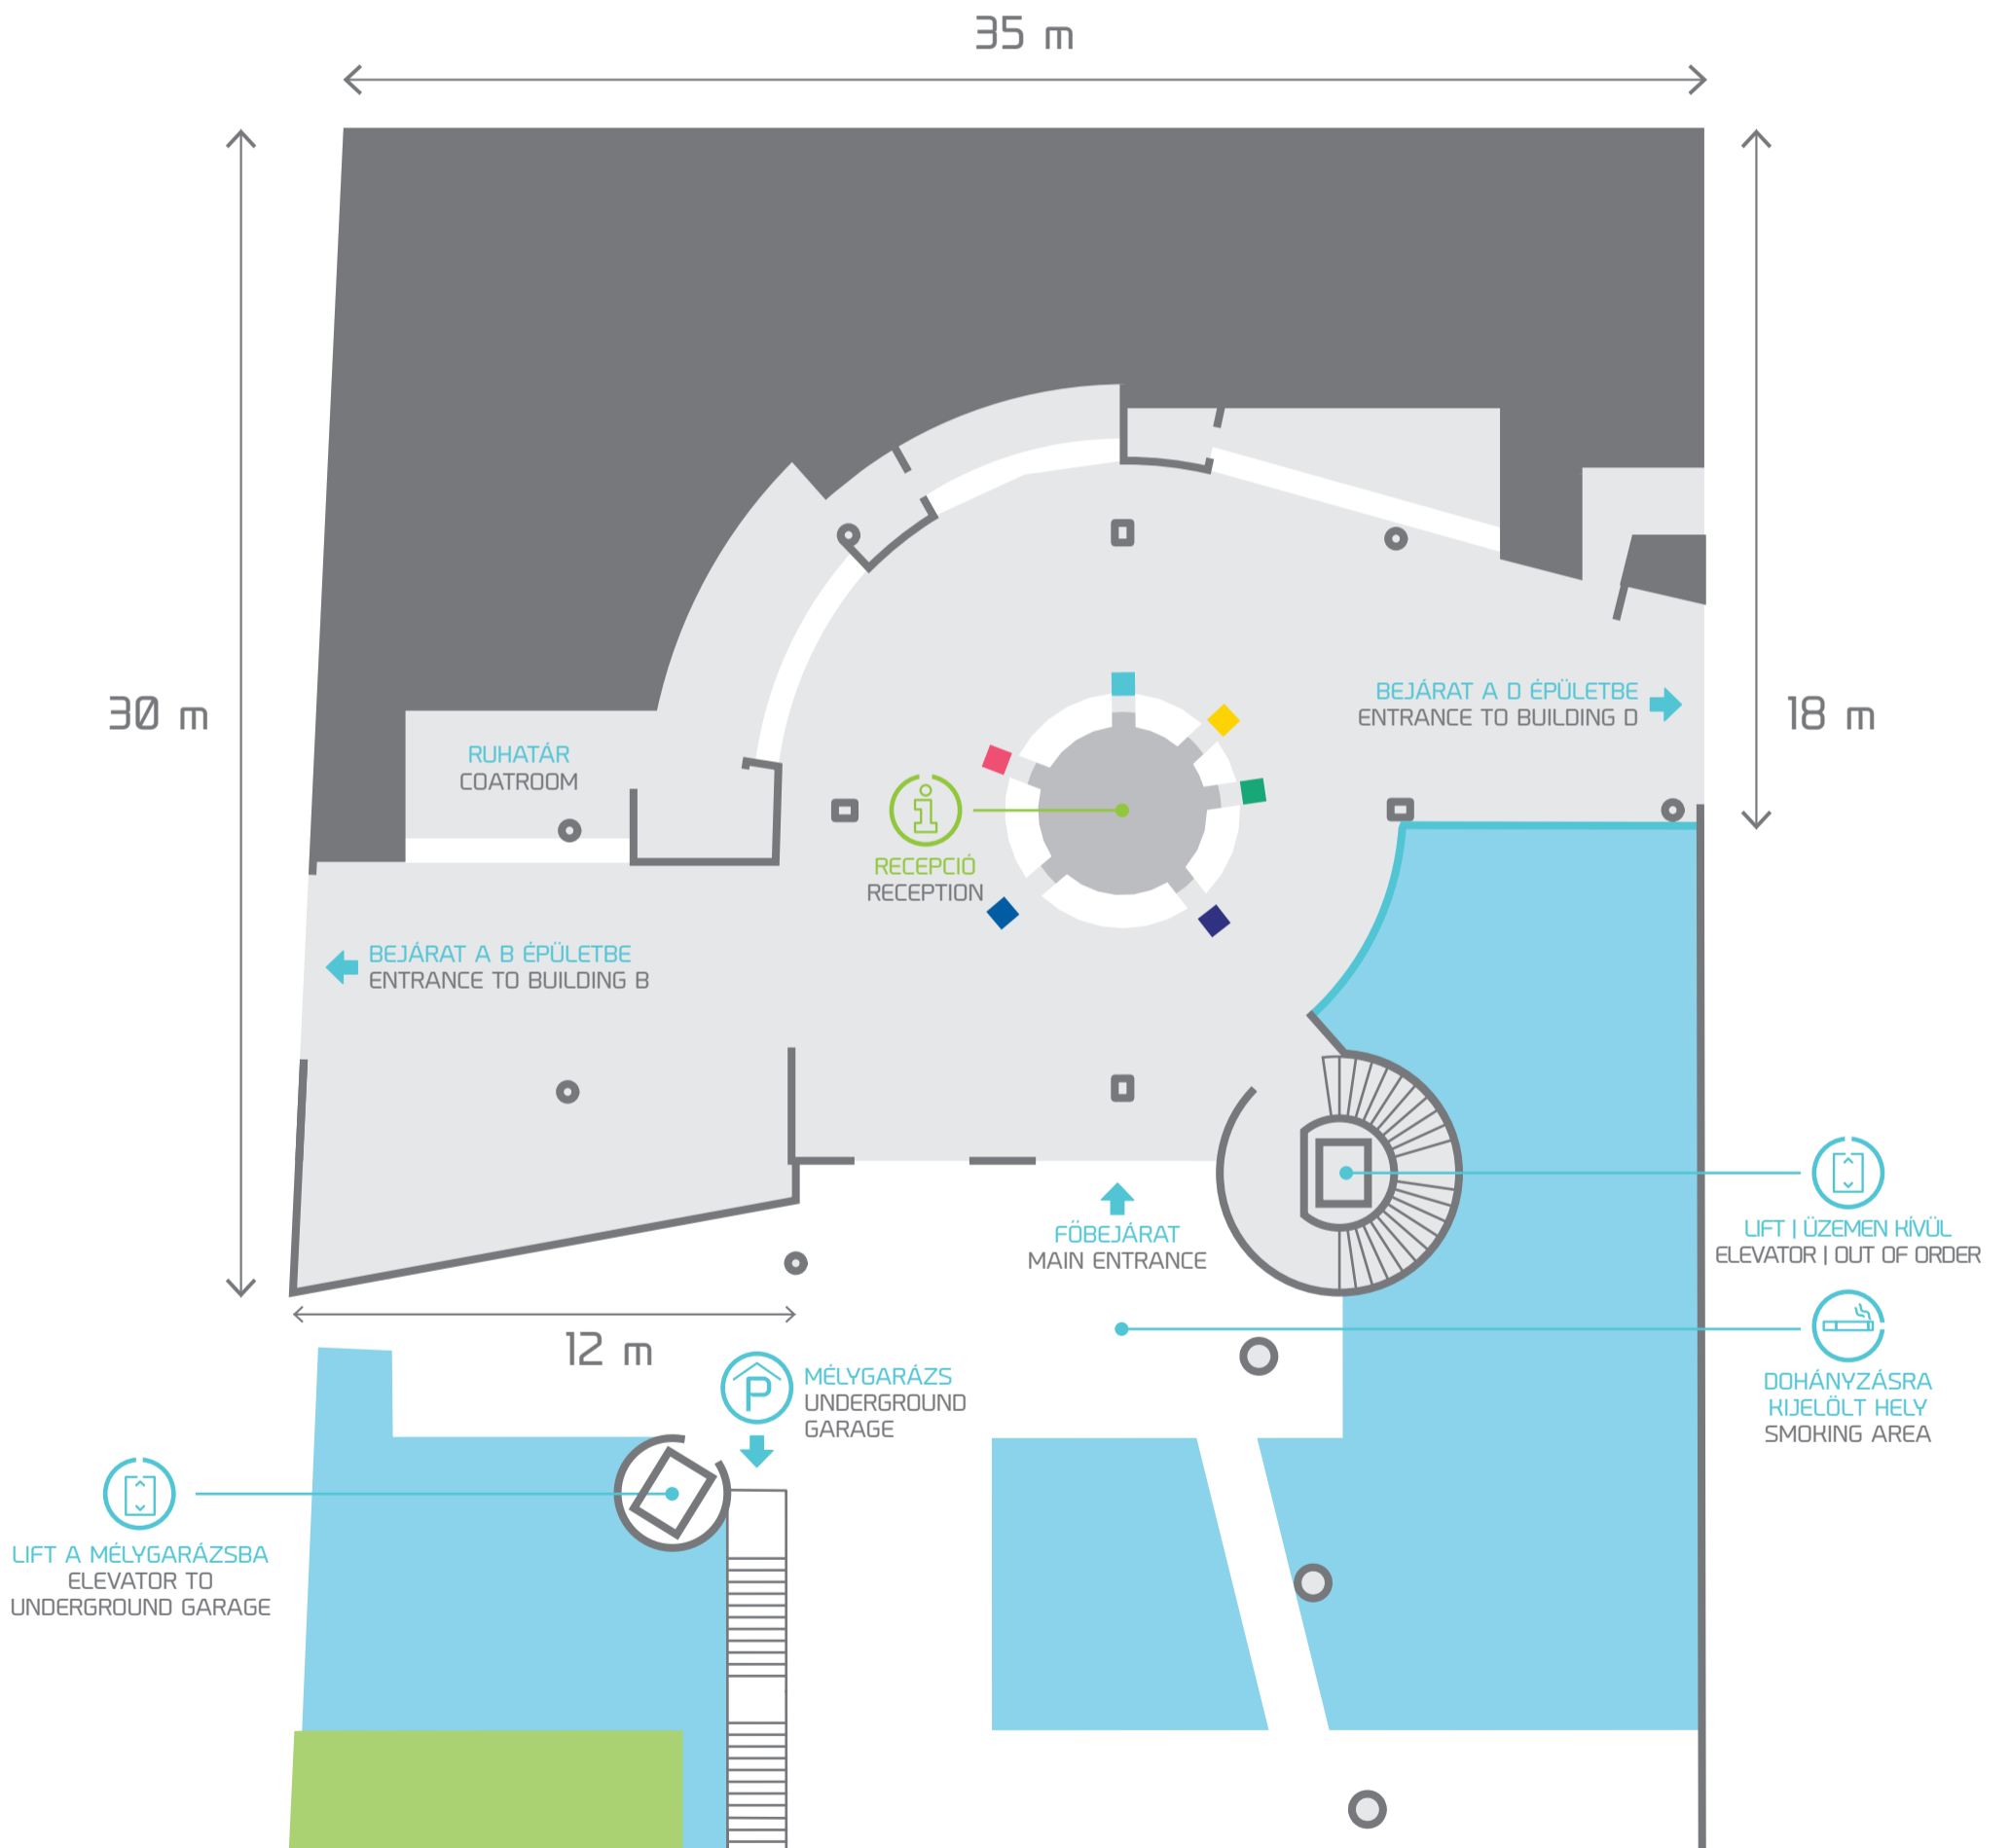 35 m
30 m
18 m
BEJÁRAT A D ÉPÜLETBE
ENTRANCE TO BUILDING D
RUHATÁR
COATROOM
RECEPCIÓ
RECEPTION
BEJÁRAT A B ÉPÜLETBE
ENTRANCE TO BUILDING B
FŐBEJÁRAT
MAIN ENTRANCE
LIFT | ÜZEMEN KÍVÜL
ELEVATOR | OUT OF ORDER
12 m
P
MÉLYGARÁZS
UNDERGROUND
GARAGE
DOHÁNYZÁSRA
KIJELÖLT HELY
SMOKING AREA
LIFT A MÉLYGARÁZSBA
ELEVATOR TO
UNDERGROUND GARAGE